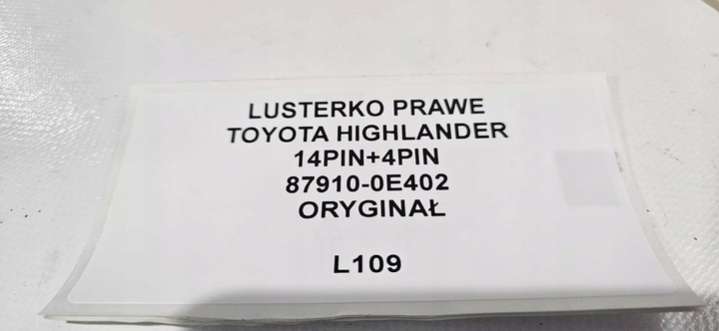 LUSTERKO PRAWE
TOYOTA HIGHLANDER
14PIN+4PIN
87910-0E402
ORYGINAŁ
L109